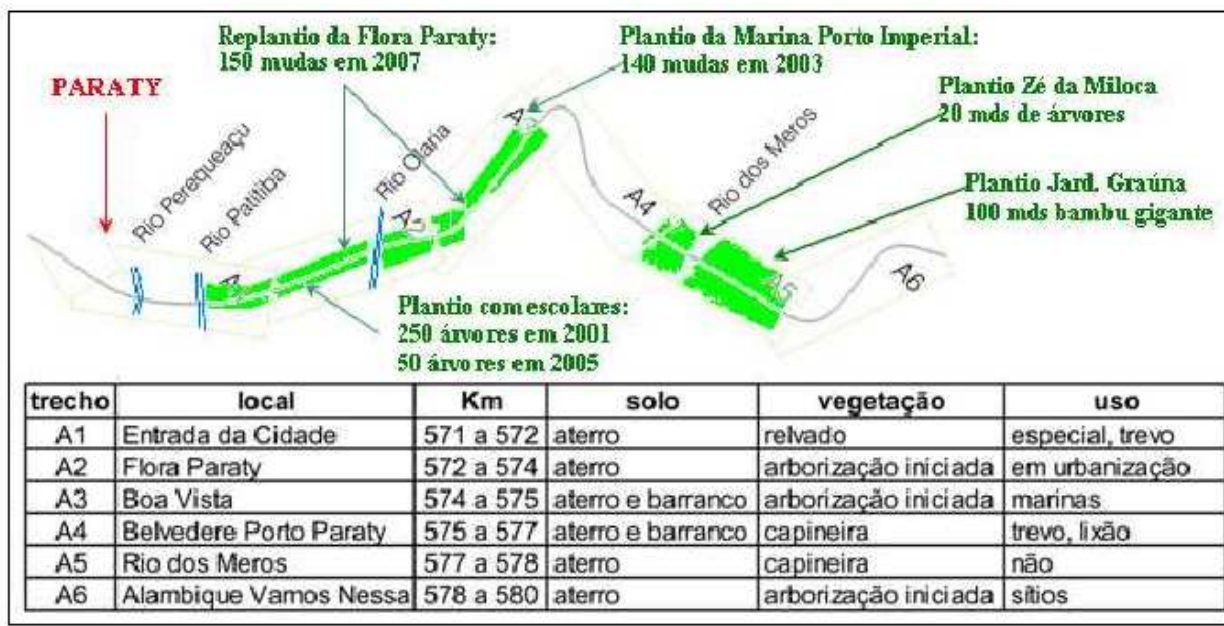 Replantio da Flora Paraty:
150 mudas em 2007
Plantio da Marina Porto Imperial:
140 mudas em 2003
PARATY
Plantio Zé da Miloca
20 mds de árvores
Rio Perequeaçu
Rio Patitiba
Rio Olaria
Rio dos Meros
A4
Plantio Jard. Graúna
100 mds bambu gigante
A5
A6
Plantio com escolares:
250 árvores em 2001
50 árvores em 2005
trecho local Km solo vegetação uso
A1 Entrada da Cidade 571 a 572 aterro relvado especial, trevo
A2 Flora Paraty 572 a 574 aterro arborização iniciada em urbanização
A3 Boa Vista 574 a 575 aterro e barranco arborização iniciada marinas
A4 Belvedere Porto Paraty 575 a 577 aterro e barranco capineira trevo, lixão
A5 Rio dos Meros 577 a 578 aterro capineira não
A6 Alambique Vamos Nessa 578 a 580 aterro arborização iniciada sítios